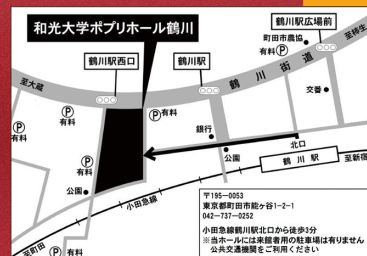 和光大学ポプリホール鶴川
至柿生
鶴川駅広場前
町田市農協
有料 Ⓟ
鶴川街道
鶴川駅西口
鶴川駅
交番
至大蔵
Ⓟ 有料
Ⓟ 有料
Ⓟ 有料
Ⓟ 有料
銀行
公園
北口
鶴川駅
至新宿
公園
小田急線
至町田
Ⓟ 有料
〒195-0053
東京都町田市能ヶ谷1-2-1
042-737-0252
小田急線鶴川駅北口から徒歩3分
※当ホールには来館者用の駐車場は有りません
公共交通機関をご利用ください